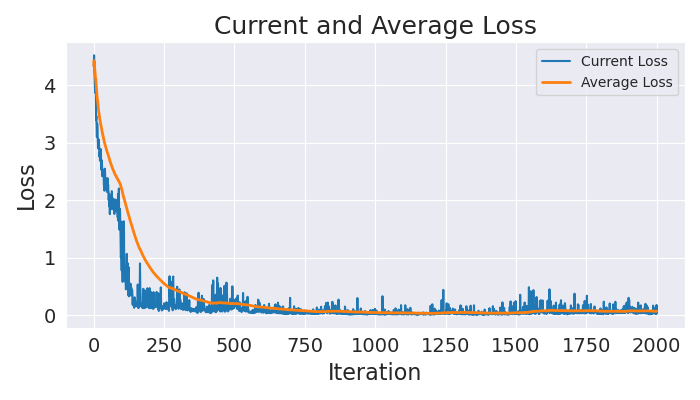 Current and Average Loss
Current Loss
Average Loss
Loss
4
3
2
1
0
0 250 500 750 1000 1250 1500 1750 2000
Iteration